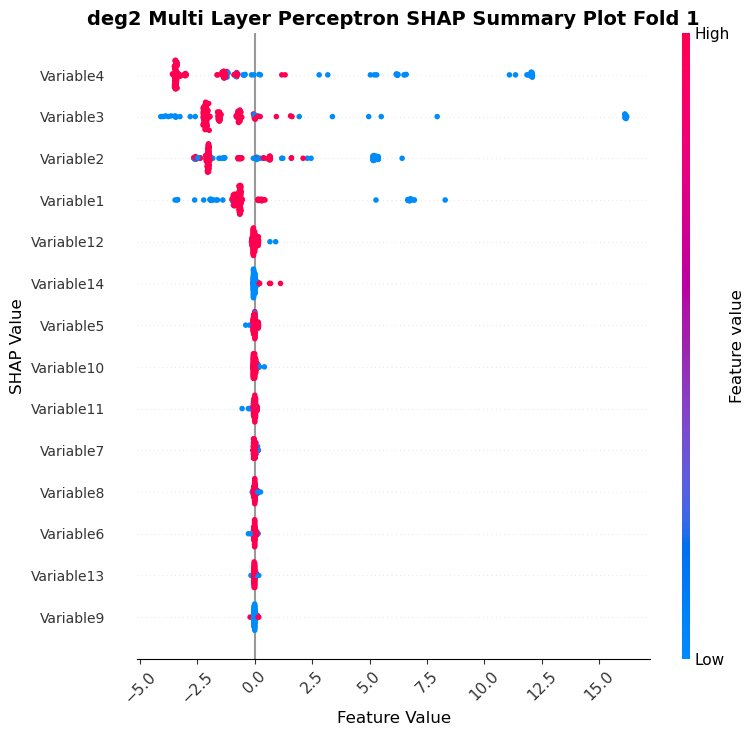 deg2 Multi Layer Perceptron SHAP Summary Plot Fold 1
High
Variable4
Variable3
Variable2
Variable1
Variable12
Variable14
Variable5
Variable10
Variable11
Variable7
Variable8
Variable6
Variable13
Variable9
SHAP Value
Feature value
Low
−5.0
−2.5
0.0
2.5
5.0
7.5
10.0
12.5
15.0
Feature Value